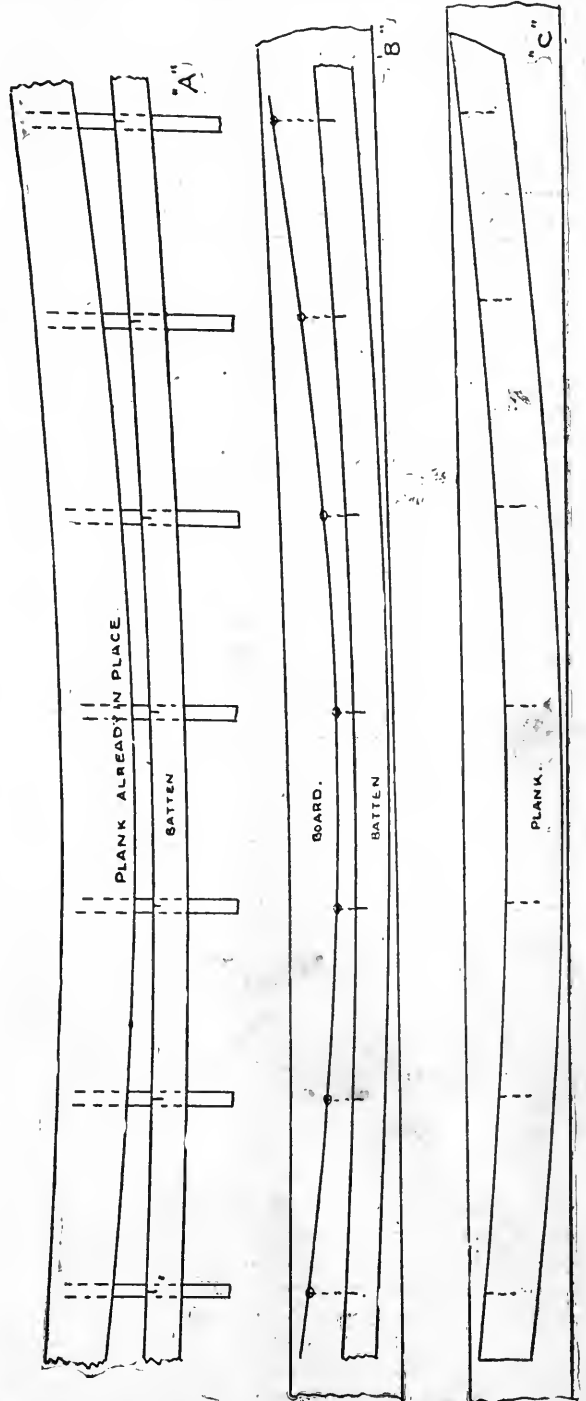 "A"
PLANK ALREADY IN PLACE.
BATTEN
"B"
BOARD.
BATTEN
"C"
PLANK.